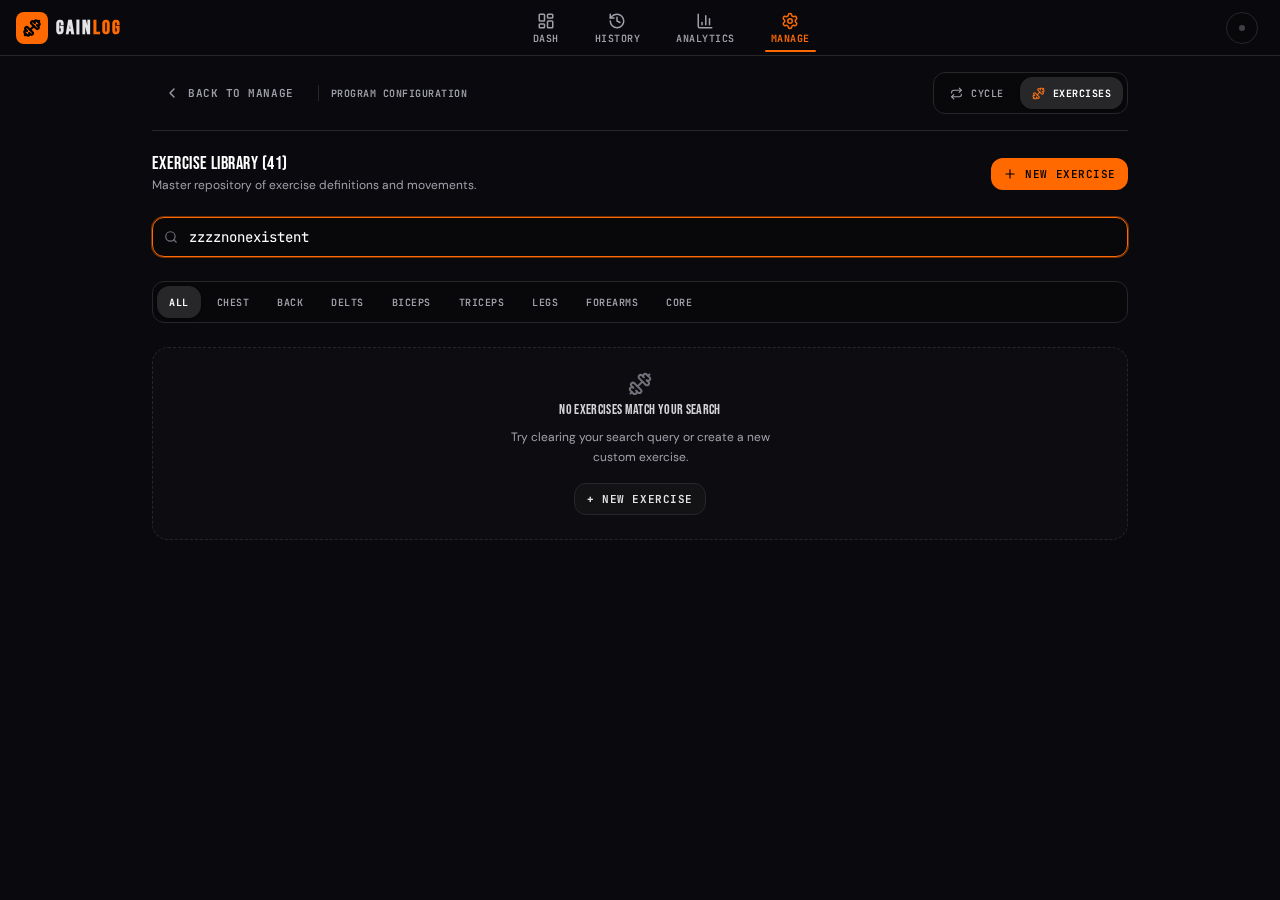 GAINLOG
DASH
HISTORY
ANALYTICS
MANAGE
BACK TO MANAGE
PROGRAM CONFIGURATION
CYCLE
EXERCISES
EXERCISE LIBRARY (41)
Master repository of exercise definitions and movements.
NEW EXERCISE
zzzznonexistent
ALL CHEST BACK DELTS BICEPS TRICEPS LEGS FOREARMS CORE
NO EXERCISES MATCH YOUR SEARCH
Try clearing your search query or create a new
custom exercise.
+ NEW EXERCISE